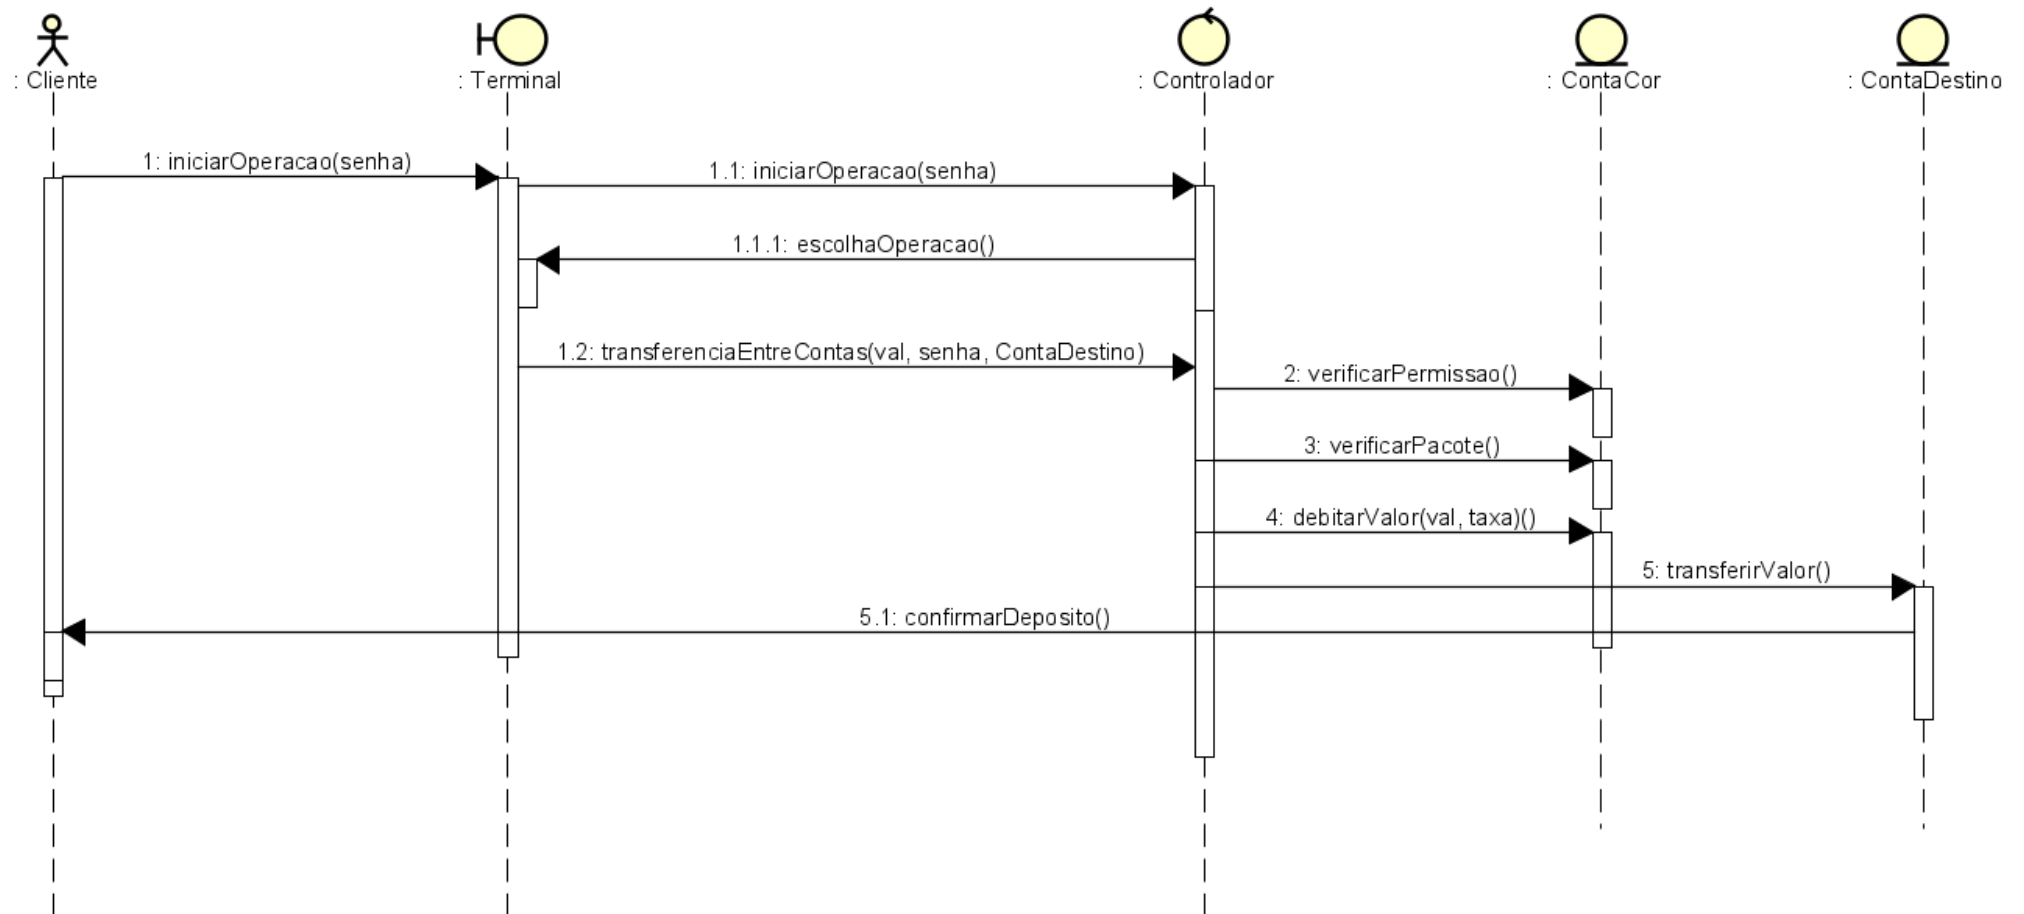 : Cliente
: Terminal
: Controlador
: ContaCor
: ContaDestino
1: iniciarOperacao(senha)
1.1: iniciarOperacao(senha)
1.1.1: escolhaOperacao()
1.2: transferenciaEntreContas(val, senha, ContaDestino)
2: verificarPermissao()
3: verificarPacote()
4: debitarValor(val, taxa)()
5: transferirValor()
5.1: confirmarDeposito()